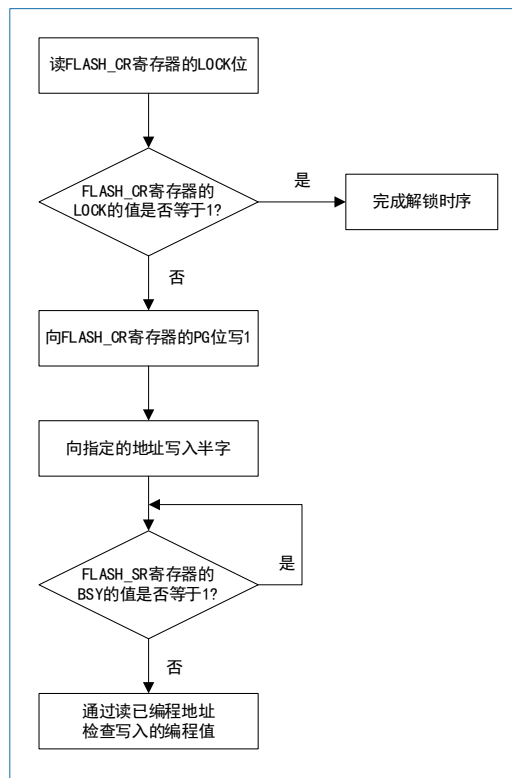 读FLASH_CR寄存器的LOCK位
FLASH_CR寄存器的
LOCK的值是否等于1?
是
完成解锁时序
否
向FLASH_CR寄存器的PG位写1
向指定的地址写入半字
FLASH_SR寄存器的
BSY的值是否等于1?
是
否
通过读已编程地址
检查写入的编程值